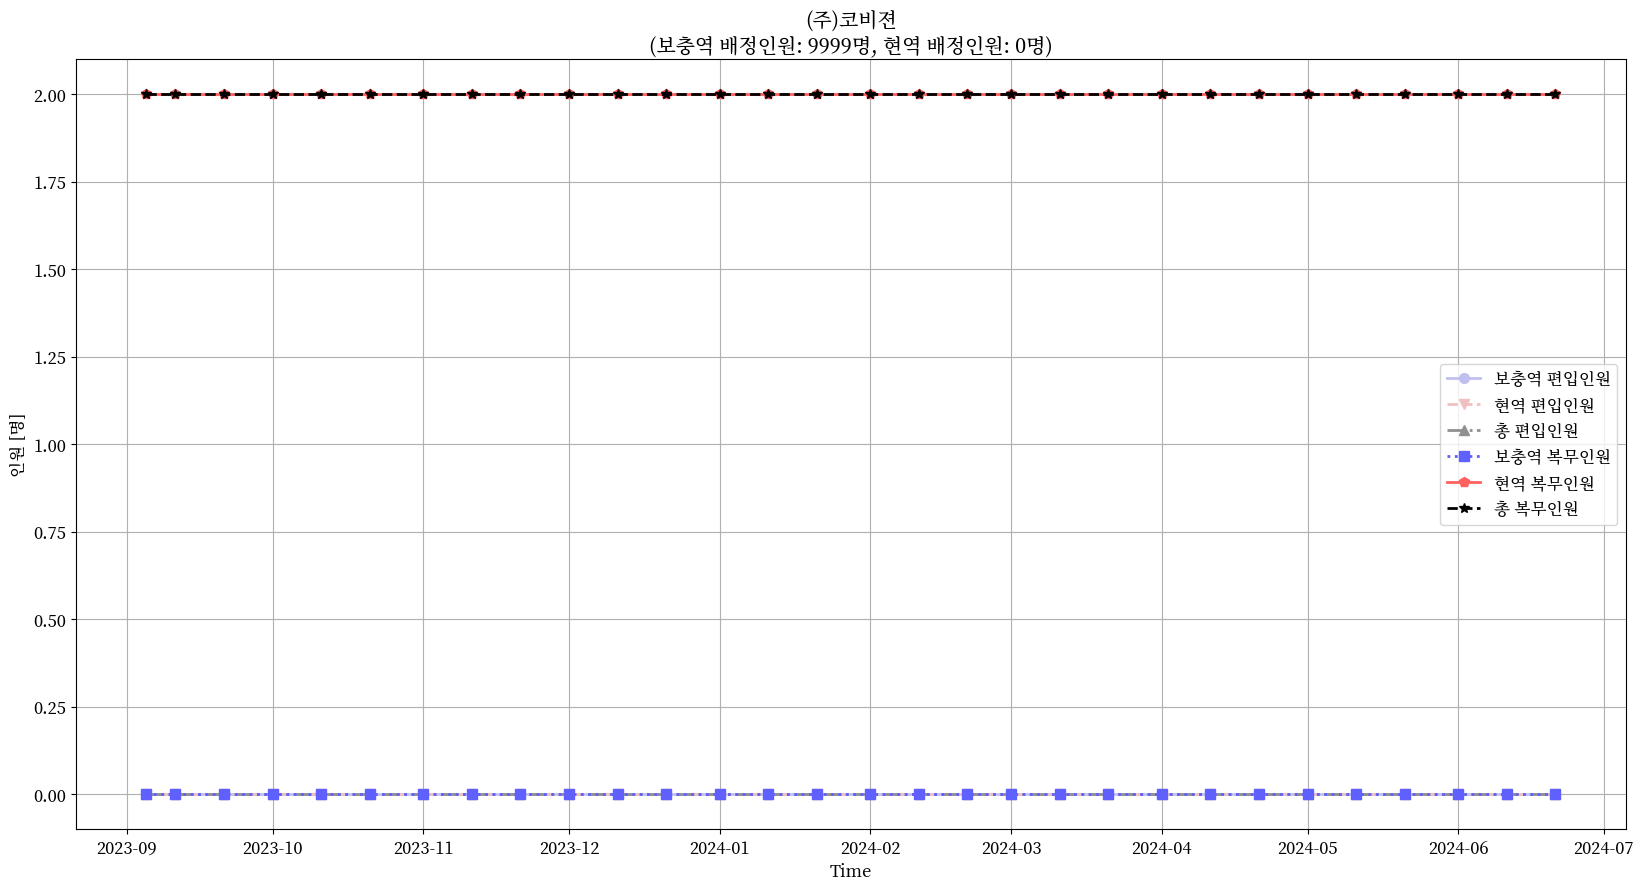 (주)코비젼
(보충역 배정인원: 9999명, 현역 배정인원: 0명)
2.00
1.75
1.50
1.25
1.00
0.75
0.50
0.25
0.00
인원 [명]
보충역 편입인원
현역 편입인원
총 편입인원
보충역 복무인원
현역 복무인원
총 복무인원
2023-09 2023-10 2023-11 2023-12 2024-01 2024-02 2024-03 2024-04 2024-05 2024-06 2024-07
Time